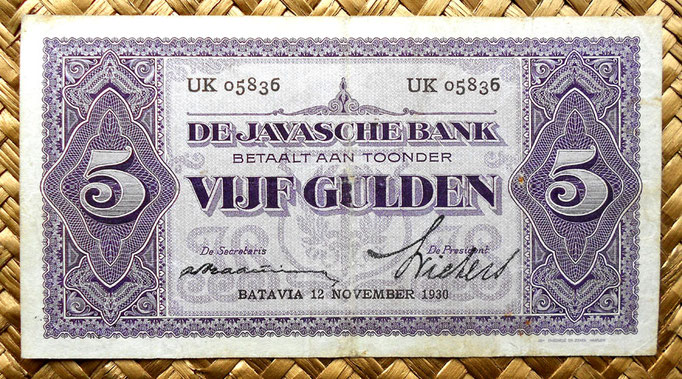 UK 05836 UK 05836
DE JAVASCHE BANK
BETAALT AAN TOONDER
5 VIJF GULDEN 5
De Secretaris De President
BATAVIA 12 NOVEMBER 1930